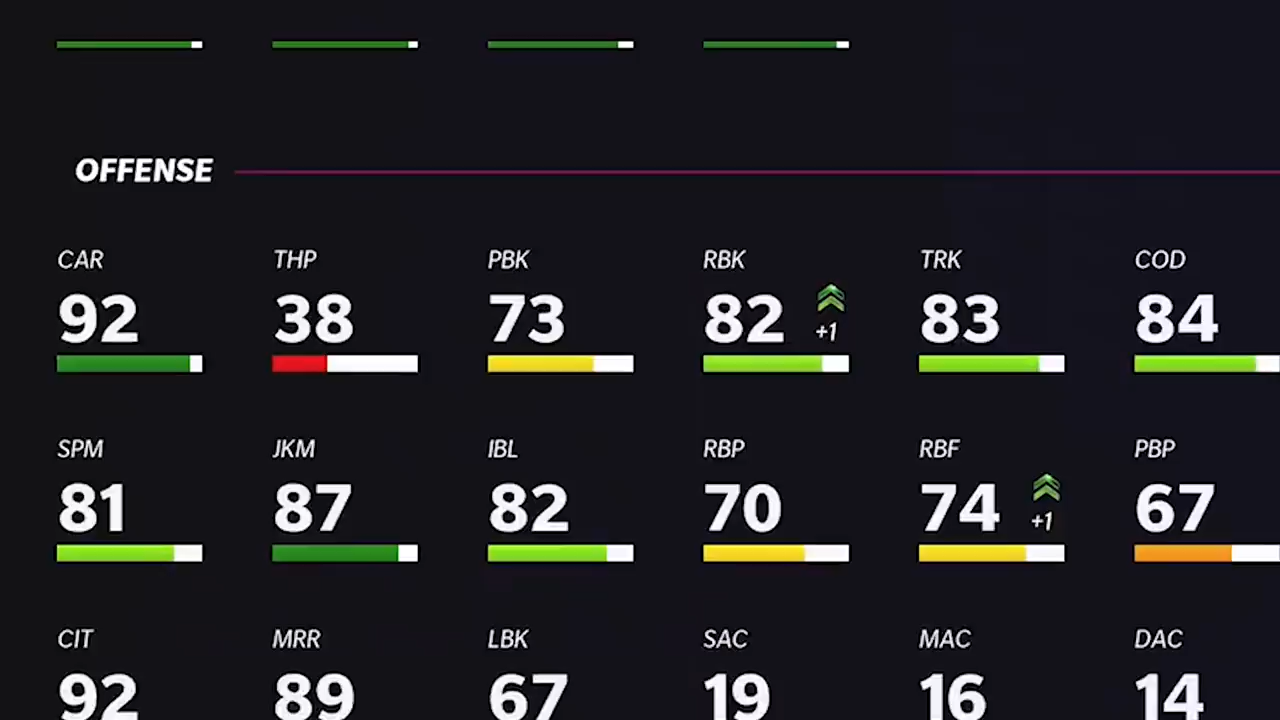 OFFENSE
CAR THP PBK RBK TRK COD
92 38 73 82 +1 83 84
SPM JKM IBL RBP RBF PBP
81 87 82 70 74 +1 67
CIT MRR LBK SAC MAC DAC
92 89 67 19 16 14